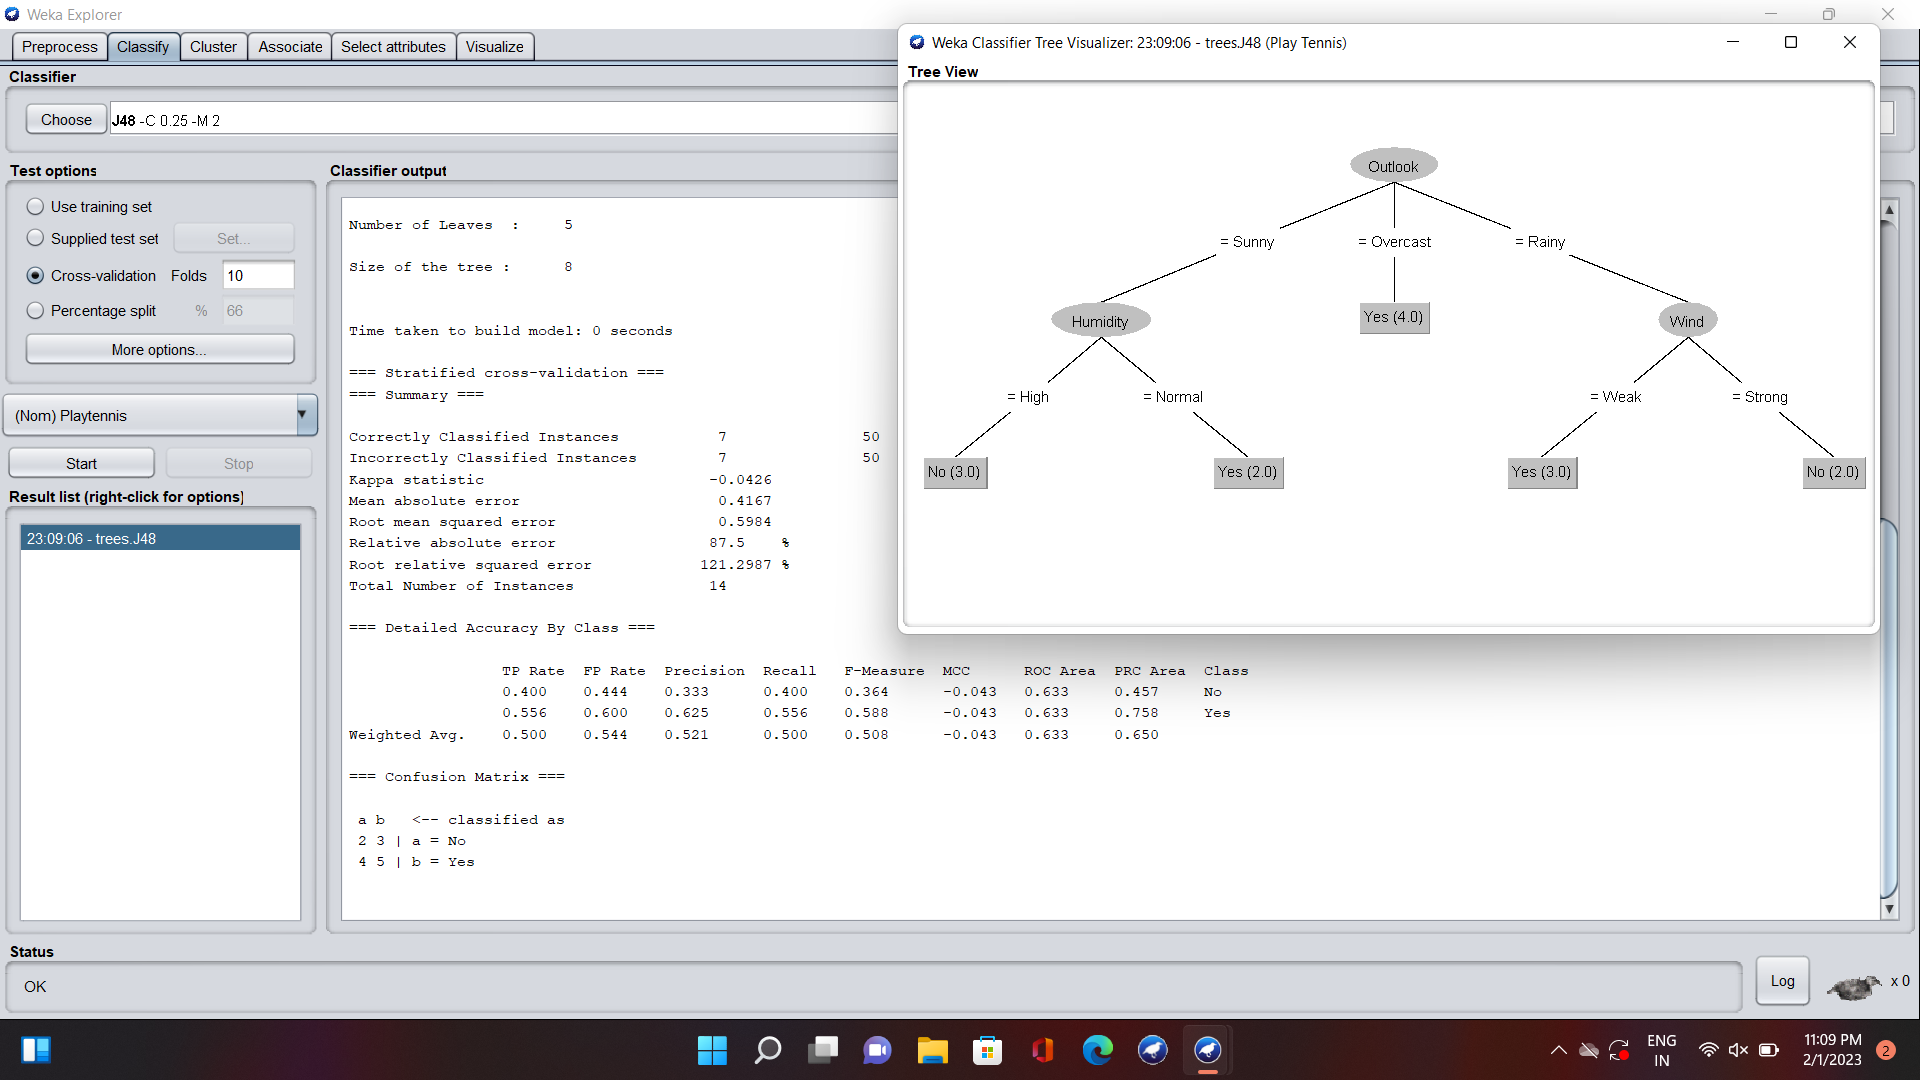 Weka Explorer
Preprocess Classify Cluster Associate Select attributes Visualize
Classifier
Choose J48 -C 0.25 -M 2
Test options
Use training set
Supplied test set Set...
Cross-validation Folds 10
Percentage split % 66
More options...
(Nom) Playtennis
Start Stop
Result list (right-click for options)
23:09:06 - trees.J48
Classifier output
Number of Leaves : 5
Size of the tree : 8
Time taken to build model: 0 seconds
=== Stratified cross-validation ===
=== Summary ===
Correctly Classified Instances 7 50
Incorrectly Classified Instances 7 50
Kappa statistic -0.0426
Mean absolute error 0.4167
Root mean squared error 0.5984
Relative absolute error 87.5 %
Root relative squared error 121.2987 %
Total Number of Instances 14
=== Detailed Accuracy By Class ===
TP Rate FP Rate Precision Recall F-Measure MCC ROC Area PRC Area Class
0.400 0.444 0.333 0.400 0.364 -0.043 0.633 0.457 No
0.556 0.600 0.625 0.556 0.588 -0.043 0.633 0.758 Yes
Weighted Avg. 0.500 0.544 0.521 0.500 0.508 -0.043 0.633 0.650
=== Confusion Matrix ===
a b <-- classified as
2 3 | a = No
4 5 | b = Yes
Weka Classifier Tree Visualizer: 23:09:06 - trees.J48 (Play Tennis)
Tree View
Outlook
= Sunny = Overcast = Rainy
Humidity Yes (4.0) Wind
= High = Normal = Weak = Strong
No (3.0) Yes (2.0) Yes (3.0) No (2.0)
Status
OK
Log x 0
ENG
IN
11:09 PM
2/1/2023
2